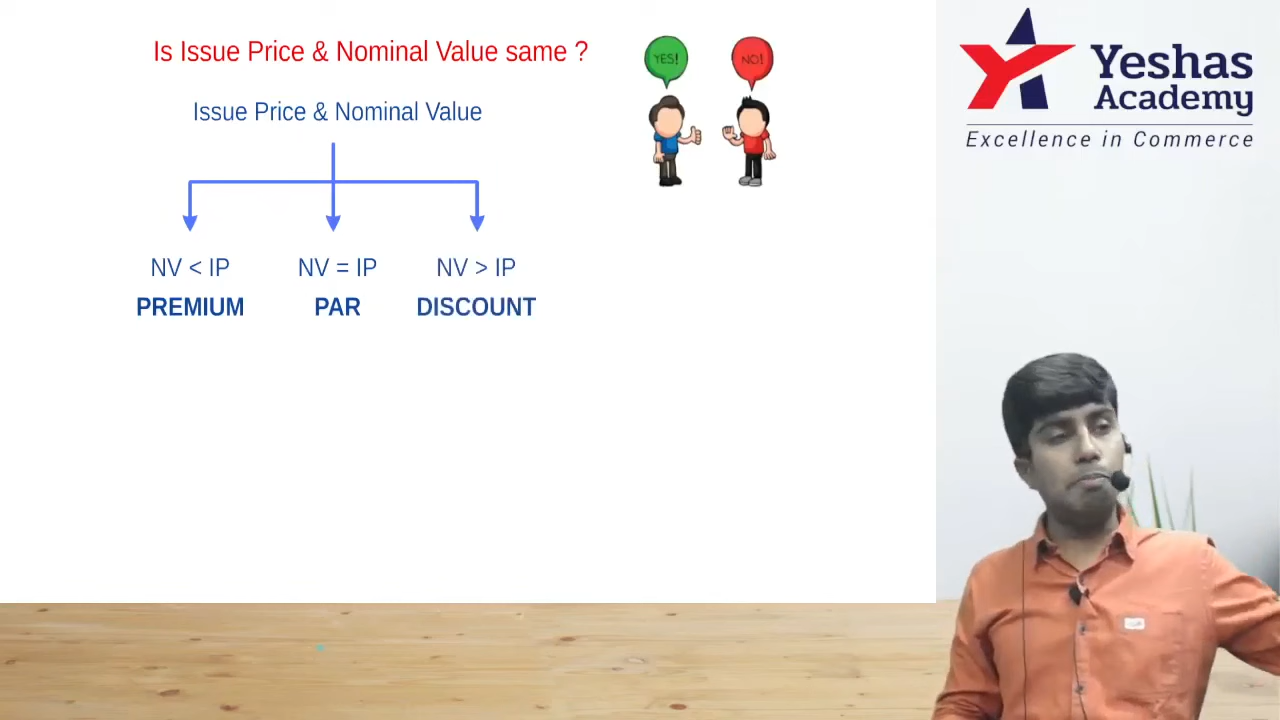 Is Issue Price & Nominal Value same ?
YES!
NO!
Issue Price & Nominal Value
NV < IP
NV = IP
NV > IP
PREMIUM
PAR
DISCOUNT
Yeshas
Academy
Excellence in Commerce